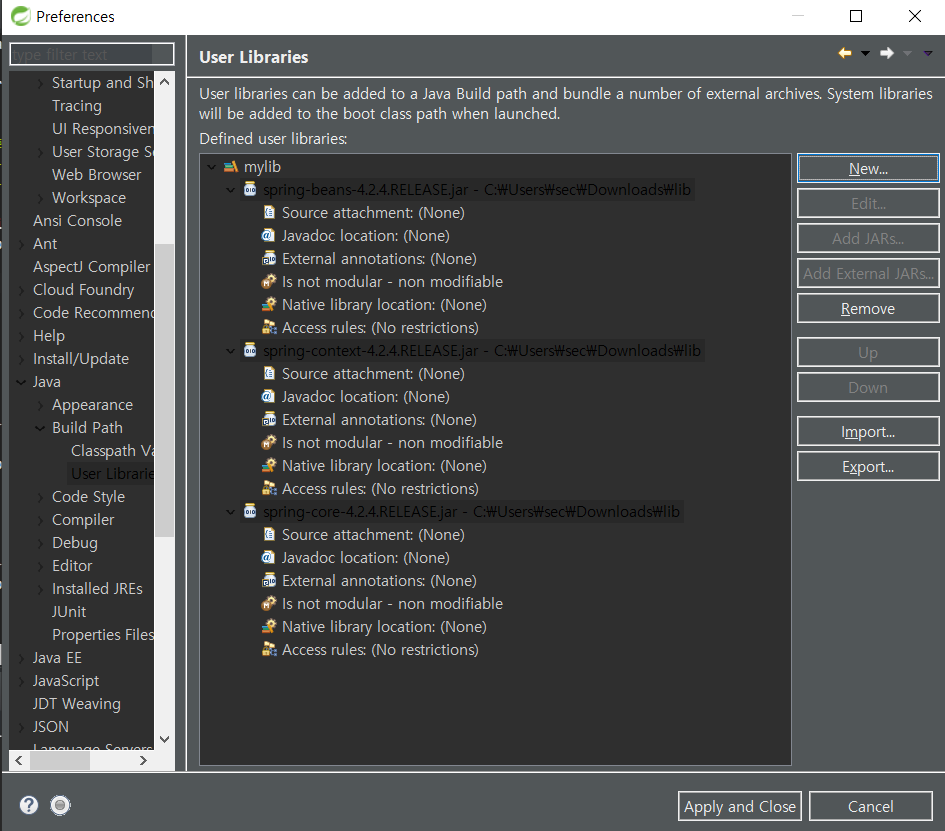 Preferences
type filter text
Startup and Sh
Tracing
UI Responsiven
User Storage S
Web Browser
Workspace
Ansi Console
Ant
AspectJ Compiler
Cloud Foundry
Code Recommend
Help
Install/Update
Java
Appearance
Build Path
Classpath Va
User Librarie
Code Style
Compiler
Debug
Editor
Installed JREs
JUnit
Properties Files
Java EE
JavaScript
JDT Weaving
JSON
Language Servers
User Libraries
User libraries can be added to a Java Build path and bundle a number of external archives. System libraries
will be added to the boot class path when launched.
Defined user libraries:
mylib
spring-beans-4.2.4.RELEASE.jar - C:₩Users₩sec₩Downloads₩lib
Source attachment: (None)
Javadoc location: (None)
External annotations: (None)
Is not modular - non modifiable
Native library location: (None)
Access rules: (No restrictions)
spring-context-4.2.4.RELEASE.jar - C:₩Users₩sec₩Downloads₩lib
Source attachment: (None)
Javadoc location: (None)
External annotations: (None)
Is not modular - non modifiable
Native library location: (None)
Access rules: (No restrictions)
spring-core-4.2.4.RELEASE.jar - C:₩Users₩sec₩Downloads₩lib
Source attachment: (None)
Javadoc location: (None)
External annotations: (None)
Is not modular - non modifiable
Native library location: (None)
Access rules: (No restrictions)
New...
Edit...
Add JARs...
Add External JARs...
Remove
Up
Down
Import...
Export...
Apply and Close
Cancel